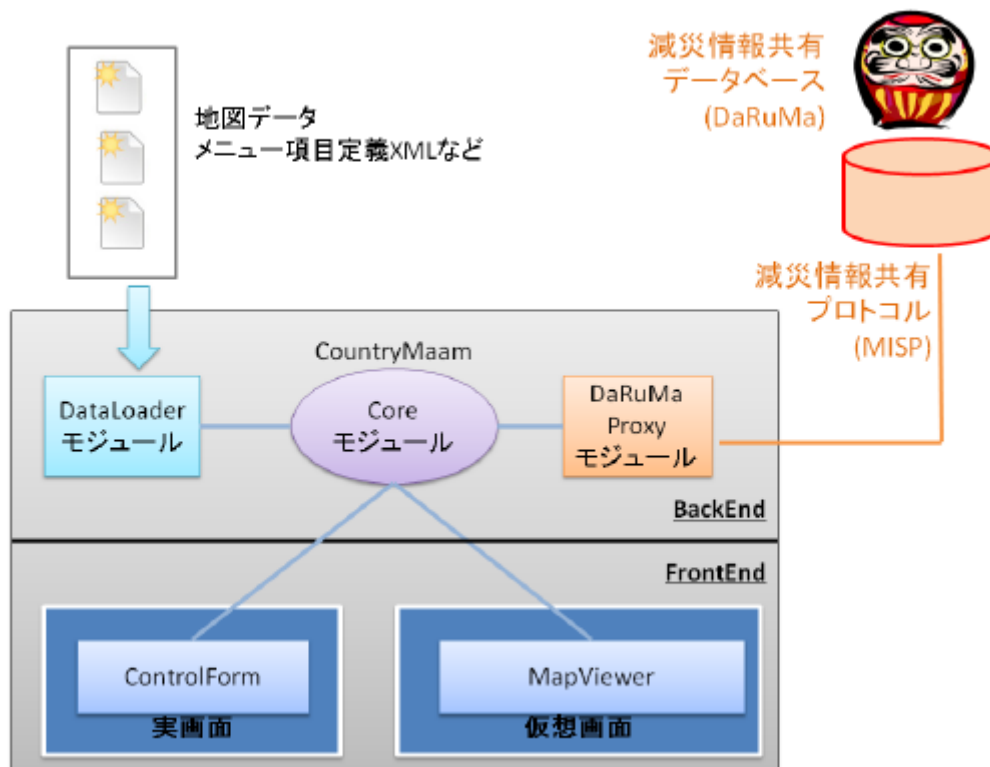 減災情報共有
データベース
(DaRuMa)
地図データ
メニュー項目定義XMLなど
減災情報共有
プロトコル
(MISP)
CountryMaam
DataLoader
モジュール
Core
モジュール
DaRuMa
Proxy
モジュール
BackEnd
FrontEnd
ControlForm
実画面
MapViewer
仮想画面